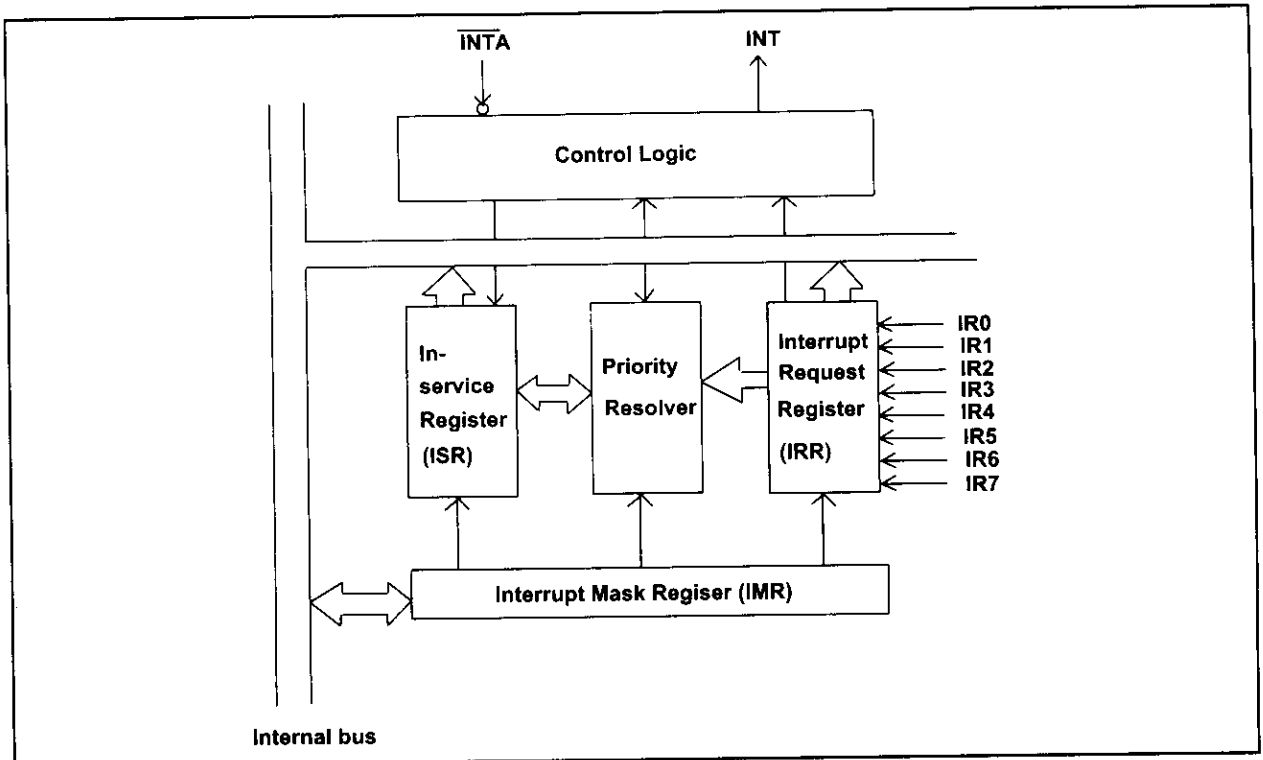 INTA
INT
Control Logic
In-
service
Register
(ISR)
Priority
Resolver
Interrupt
Request
Register
(IRR)
IR0
IR1
IR2
IR3
IR4
IR5
IR6
IR7
Interrupt Mask Regiser (IMR)
Internal bus